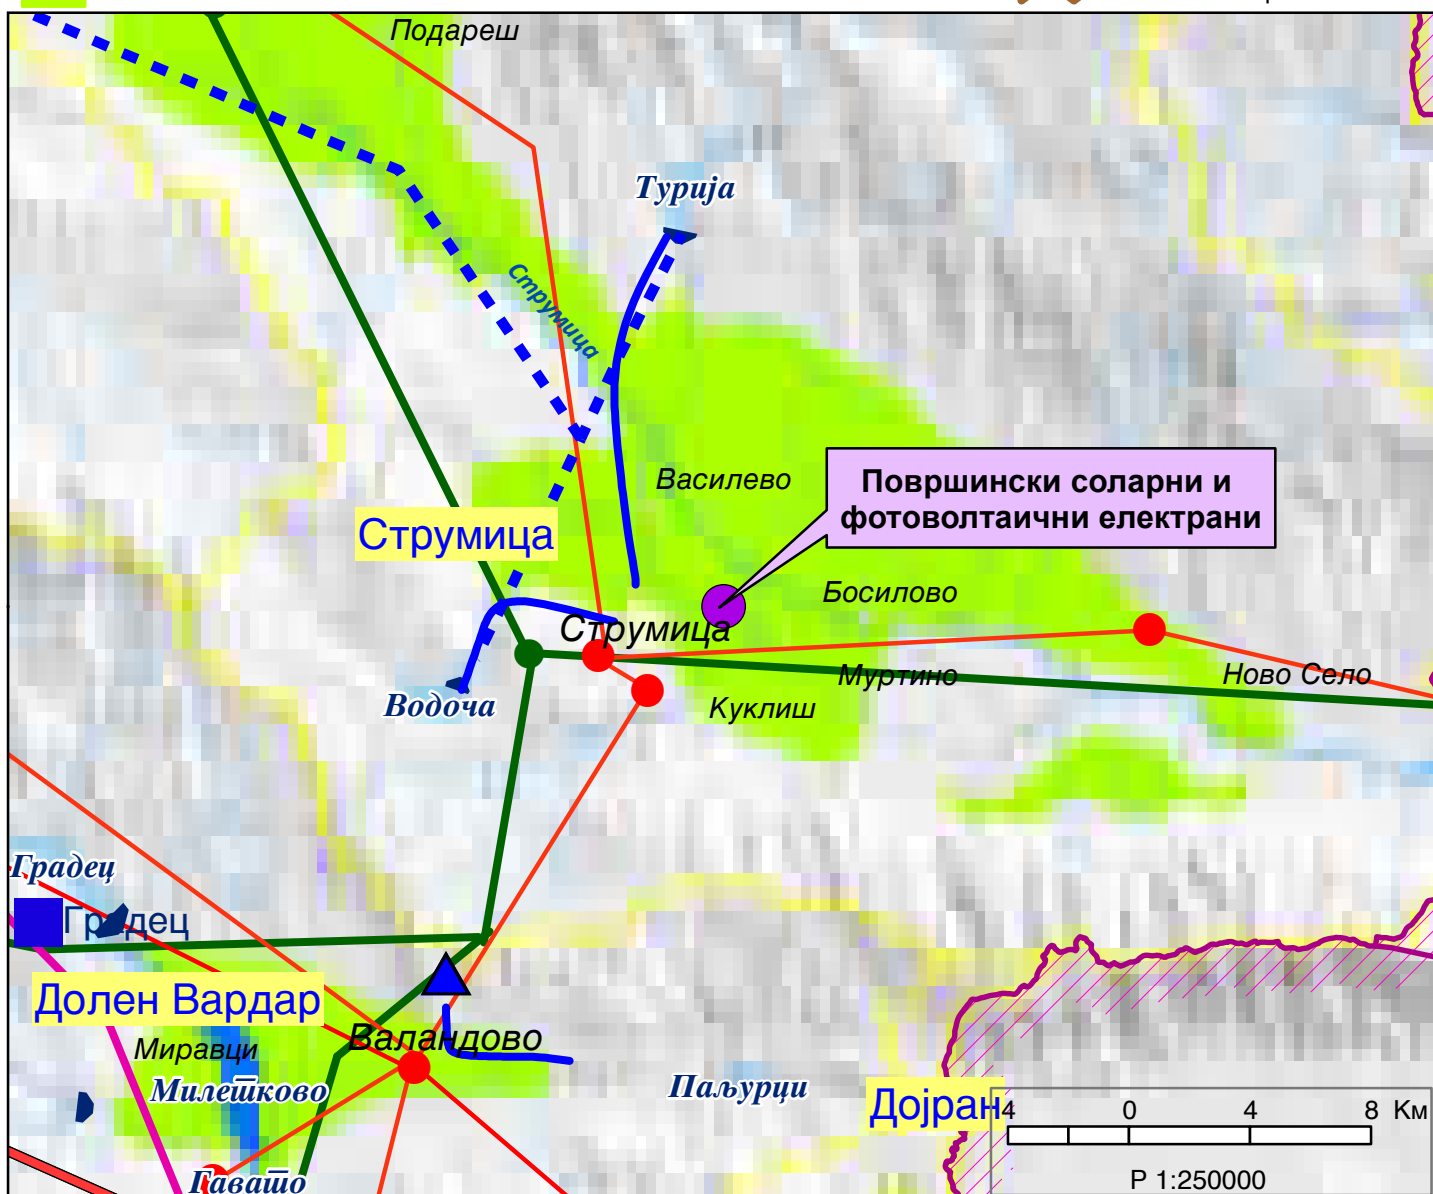 Подареш
Турија
Струмица
Василево
Површински соларни и
фотоволтаични електрани
Струмица
Босилово
Струмица
Муртино
Ново Село
Водоча
Куклиш
Градец
Градец
Долен Вардар
Валандово
Миравци
Милетково
Паљурци
Дојран
4 0 4 8 Км
Гавато
Р 1:250000